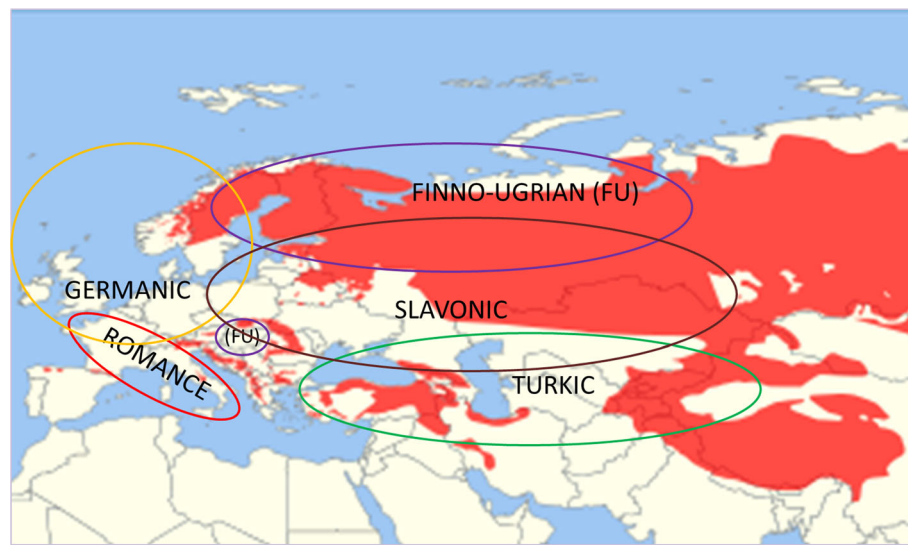 FINNO-UGRIAN (FU)
GERMANIC
SLAVONIC
(FU)
ROMANCE
TURKIC